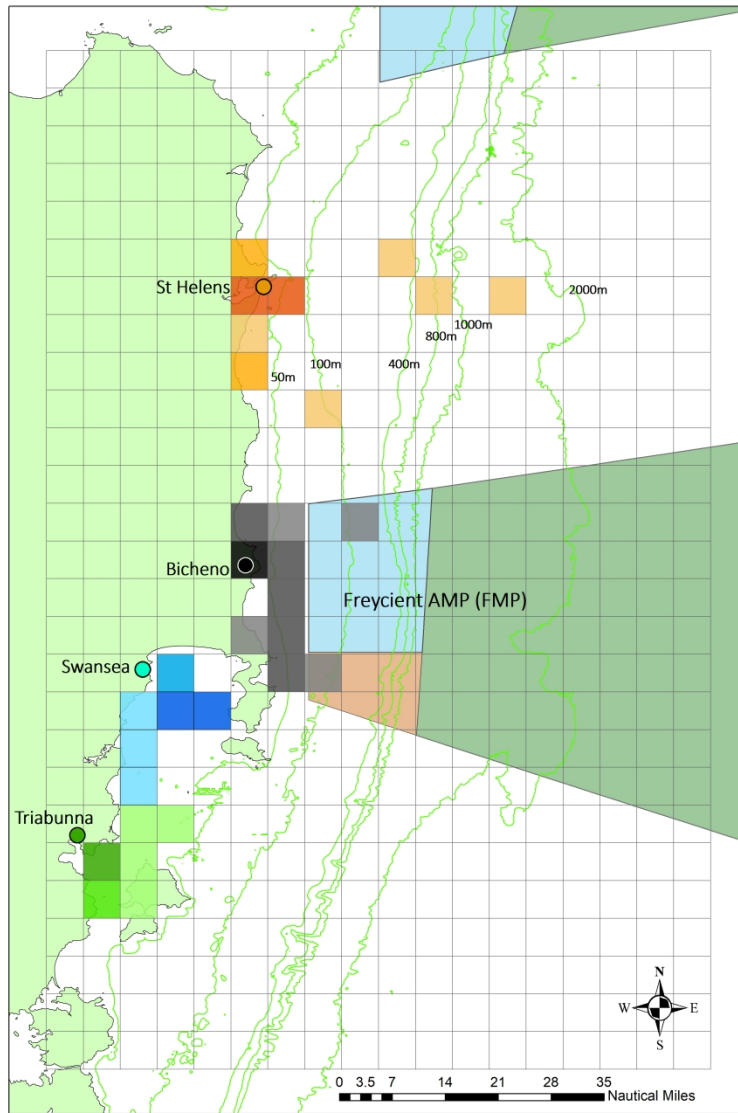 St Helens
2000m
1000m
800m
100m
400m
50m
Bicheno
Freycient AMP (FMP)
Swansea
Triabunna
N
W
E
S
0 3.5 7 14 21 28 35
Nautical Miles